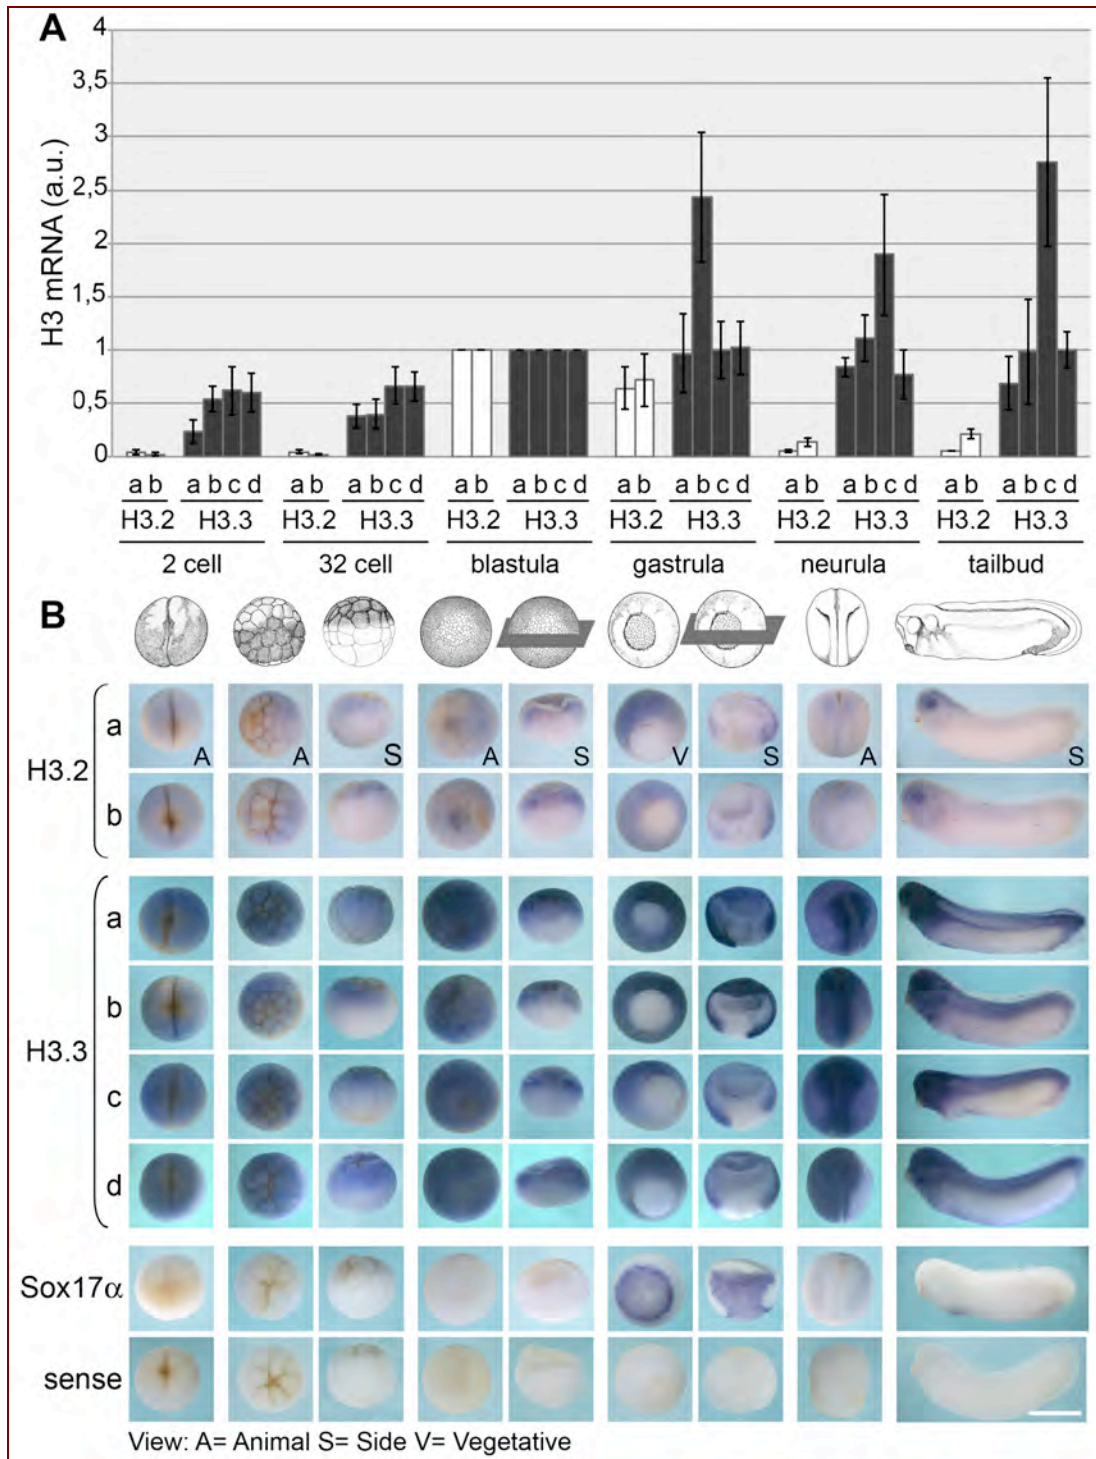 A
4
3,5
3
2,5
2
1,5
1
0,5
0
H3 mRNA (a.u.)
a b a b c d a b a b c d a b a b c d a b a b c d a b a b c d a b a b c d
H3.2 H3.3 H3.2 H3.3 H3.2 H3.3 H3.2 H3.3 H3.2 H3.3 H3.2 H3.3
2 cell 32 cell blastula gastrula neurula tailbud
B
H3.2
a
A A S A S V S A S
b
H3.3
a
b
c
d
Sox17α
sense
View: A= Animal S= Side V= Vegetative